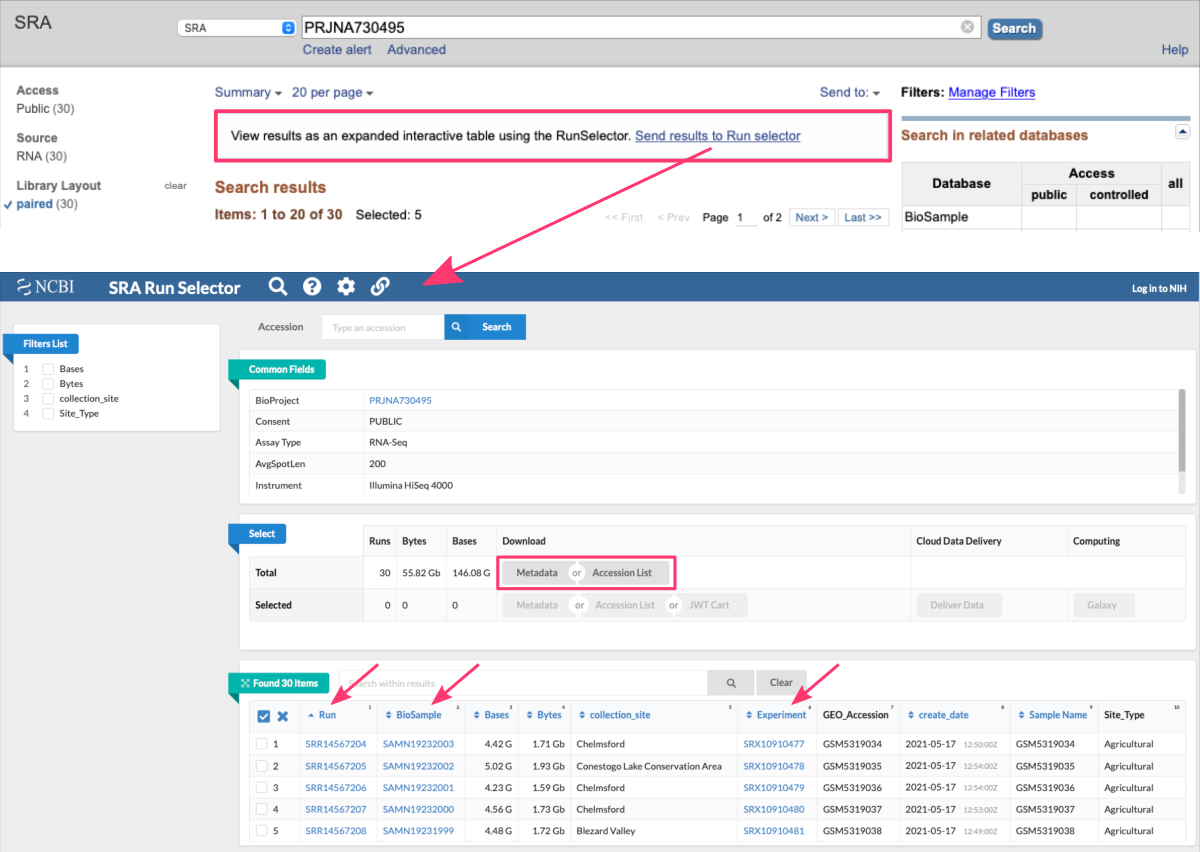 SRA
SRA PRJNA730495 Search
Create alert Advanced Help
Access
Public (30)
Source
RNA (30)
Library Layout clear
paired (30)
Summary 20 per page Send to:
View results as an expanded interactive table using the RunSelector. Send results to Run selector
Search results
Items: 1 to 20 of 30 Selected: 5
<< First < Prev Page 1 of 2 Next > Last >>
Filters: Manage Filters
Search in related databases
Database Access all
public controlled
BioSample
NCBI SRA Run Selector Log in to NIH
Filters List
1 Bases
2 Bytes
3 collection_site
4 Site_Type
Accession Type an accession Search
Common Fields
BioProject PRJNA730495
Consent PUBLIC
Assay Type RNA-Seq
AvgSpotLen 200
Instrument Illumina HiSeq 4000
Select
Runs Bytes Bases Download Cloud Data Delivery Computing
Total 30 55.82 Gb 146.08 G Metadata or Accession List
Selected 0 0 0 Metadata or Accession List or JWT Cart Deliver Data Galaxy
Found 30 Items Search within results Clear
Run 1 BioSample 2 Bases 3 Bytes 4 collection_site 5 Experiment 6 GEO_Accession 7 create_date 8 Sample Name 9 Site_Type 10
1 SRR14567204 SAMN19232003 4.42 G 1.71 Gb Chelmsford SRX10910477 GSM5319034 2021-05-17 12:50:00Z GSM5319034 Agricultural
2 SRR14567205 SAMN19232002 5.02 G 1.93 Gb Conestogo Lake Conservation Area SRX10910478 GSM5319035 2021-05-17 12:54:00Z GSM5319035 Agricultural
3 SRR14567206 SAMN19232001 4.23 G 1.59 Gb Chelmsford SRX10910479 GSM5319036 2021-05-17 12:54:00Z GSM5319036 Agricultural
4 SRR14567207 SAMN19232000 4.56 G 1.73 Gb Chelmsford SRX10910480 GSM5319037 2021-05-17 12:53:00Z GSM5319037 Agricultural
5 SRR14567208 SAMN19231999 4.48 G 1.72 Gb Blezard Valley SRX10910481 GSM5319038 2021-05-17 12:49:00Z GSM5319038 Agricultural